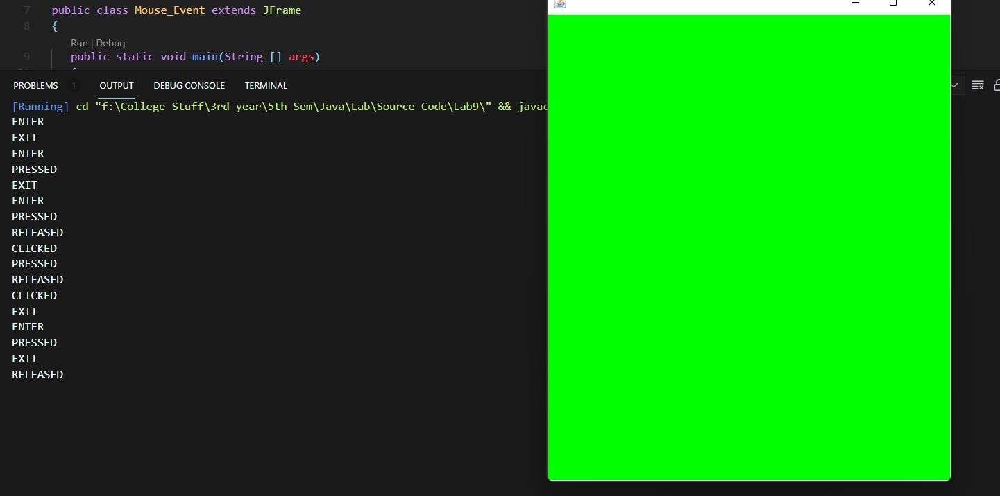 7 public class Mouse_Event extends JFrame
8 {
Run | Debug
9 public static void main(String [] args)
PROBLEMS 1 OUTPUT DEBUG CONSOLE TERMINAL
[Running] cd "f:\College Stuff\3rd year\5th Sem\Java\Lab\Source Code\Lab9\" && javac
ENTER
EXIT
ENTER
PRESSED
EXIT
ENTER
PRESSED
RELEASED
CLICKED
PRESSED
RELEASED
CLICKED
EXIT
ENTER
PRESSED
EXIT
RELEASED